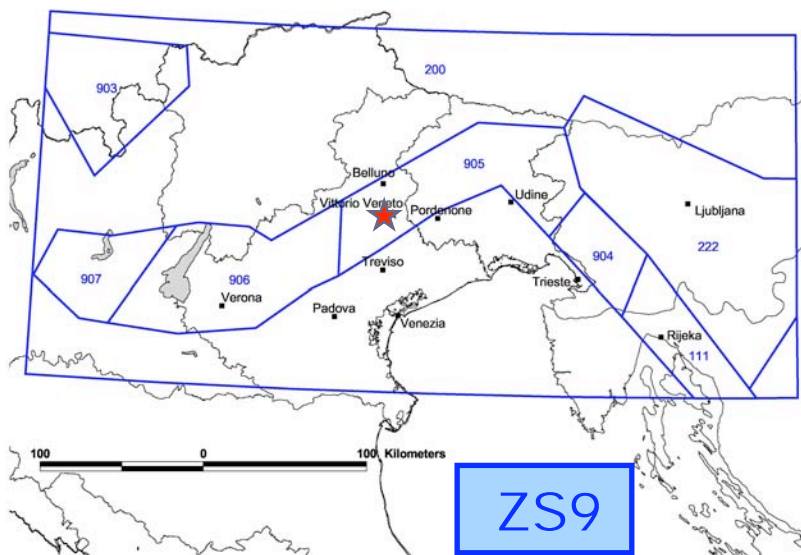 200
903
Belluno
905
Vittorio Veneto
Udine
Pordenone
Ljubljana
222
904
907
906
Treviso
Trieste
Verona
Padova
Venezia
Rijeka
111
100 0 100 Kilometers
ZS9